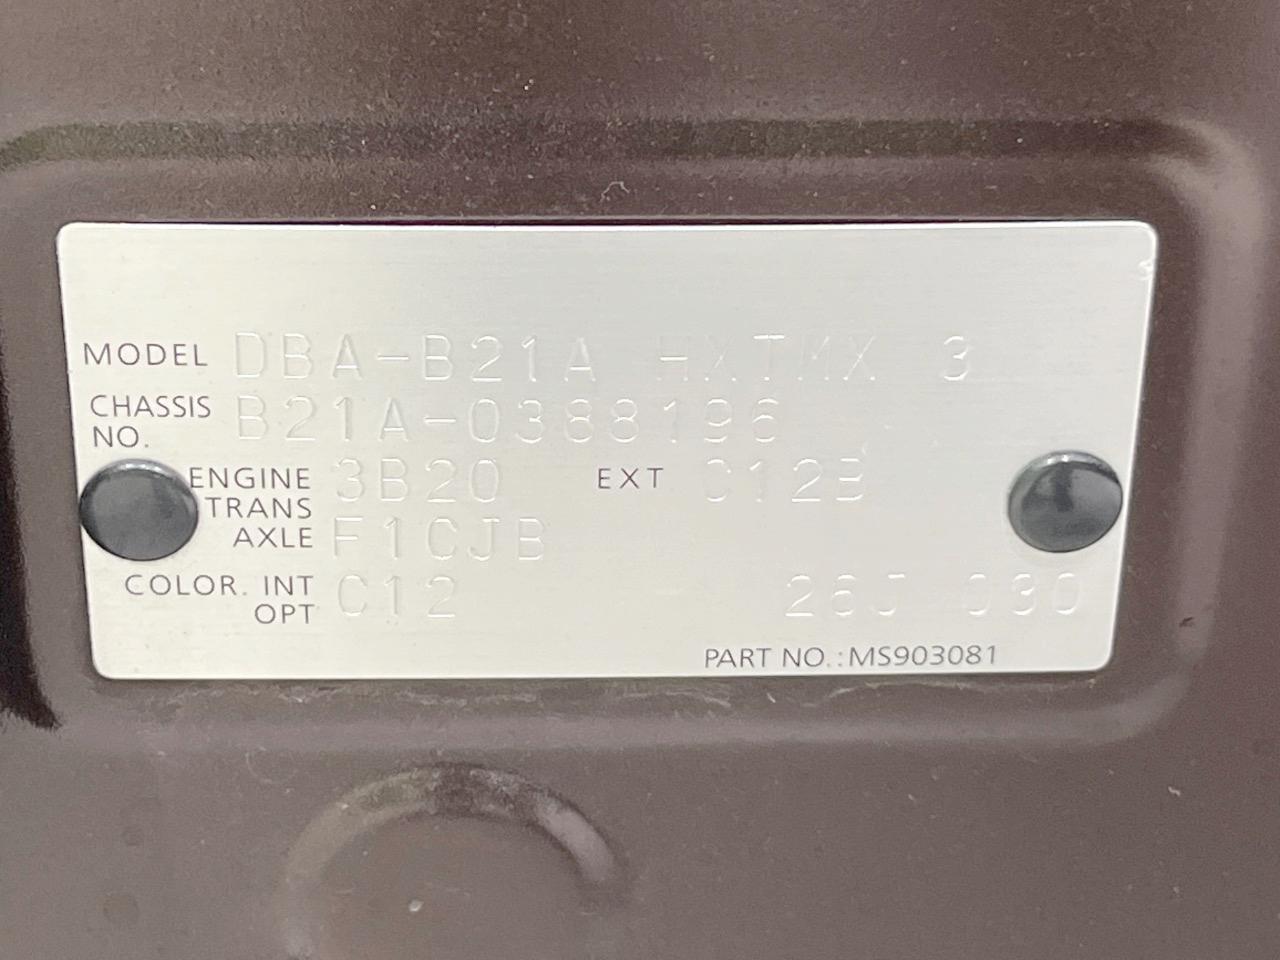 MODEL DBA-B21A HXTMX 3
CHASSIS NO. B21A-0388196
ENGINE 3B20 EXT C12B
TRANS AXLE F1CJB
COLOR. INT OPT C12 26J 030
PART NO.:MS903081